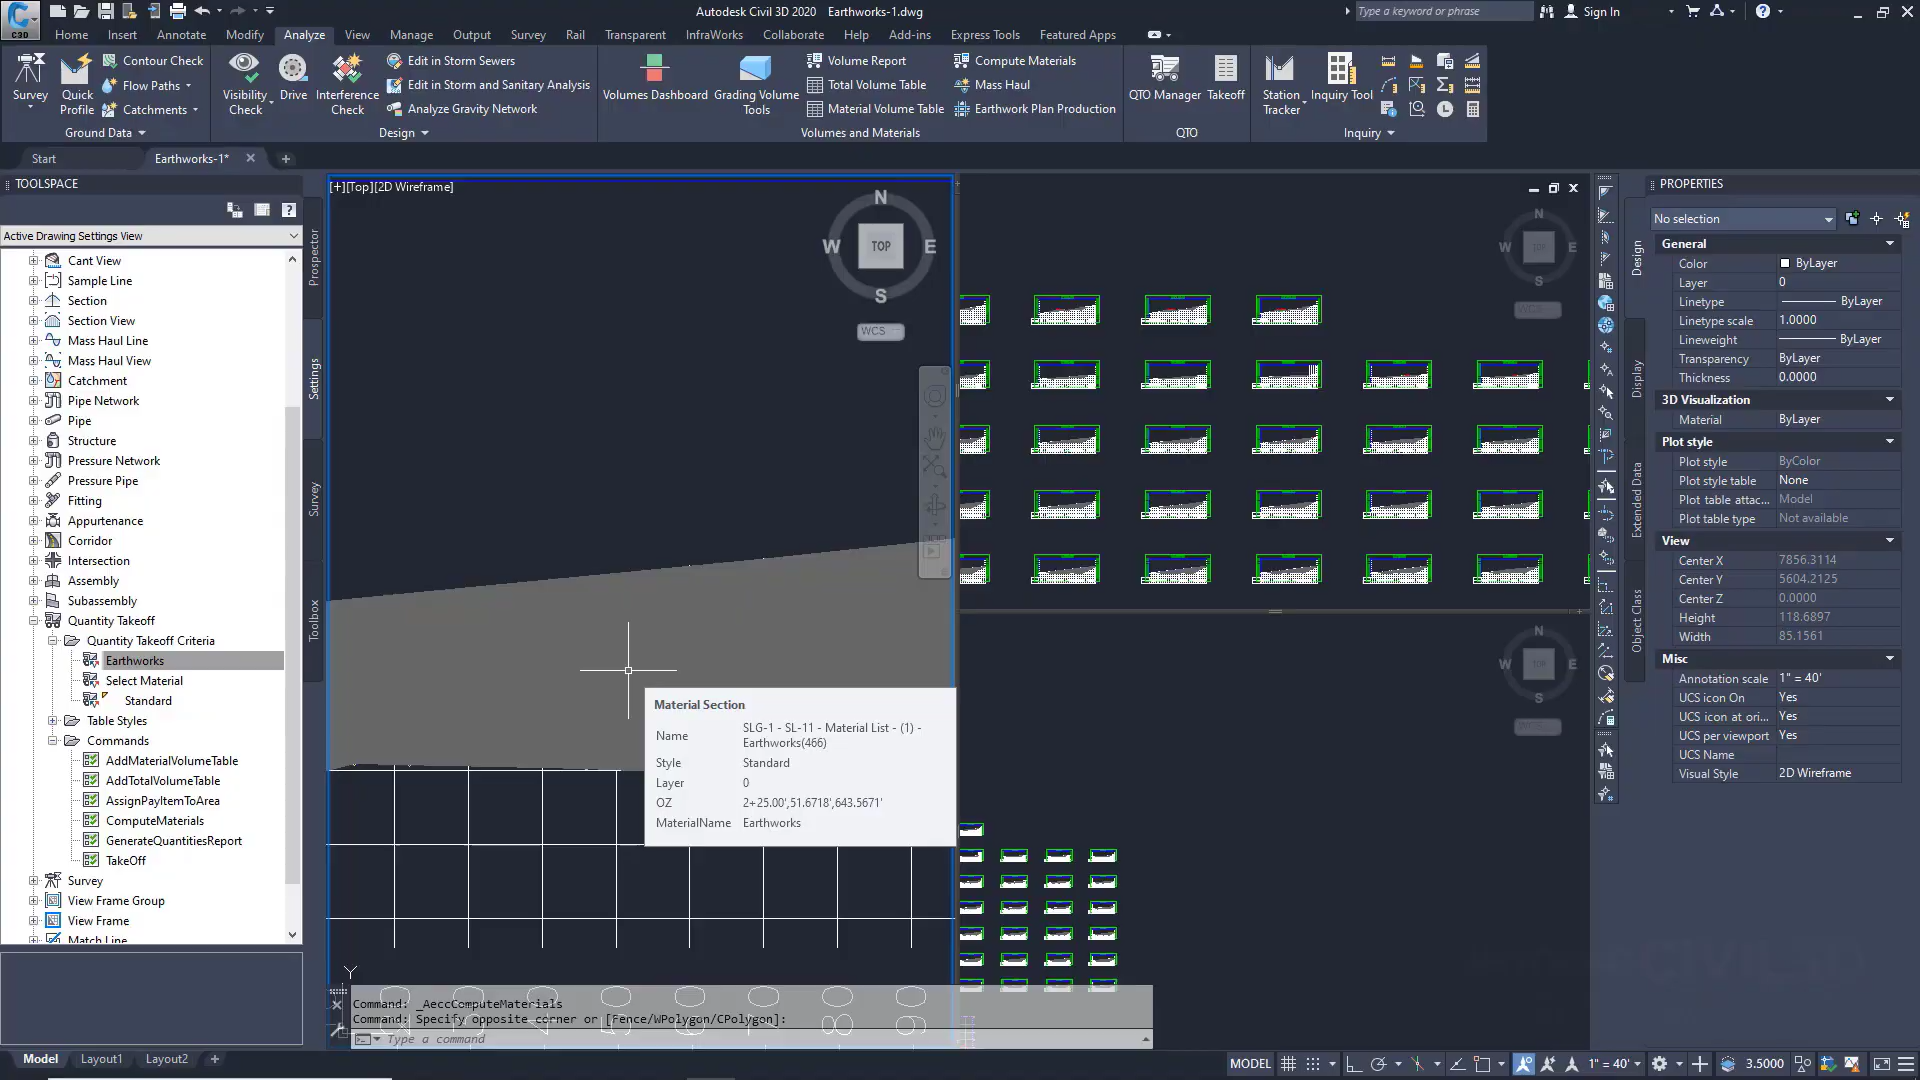 C3D
Autodesk Civil 3D 2020 Earthworks-1.dwg
Type a keyword or phrase
Sign In
Home Insert Annotate Modify Analyze View Manage Output Survey Rail Transparent InfraWorks Collaborate Help Add-ins Express Tools Featured Apps
Survey
Quick Profile
Contour Check
Flow Paths
Catchments
Ground Data
Visibility Check
Drive
Interference Check
Edit in Storm Sewers
Edit in Storm and Sanitary Analysis
Analyze Gravity Network
Design
Volumes Dashboard
Grading Volume Tools
Volume Report
Total Volume Table
Material Volume Table
Compute Materials
Mass Haul
Earthwork Plan Production
Volumes and Materials
QTO Manager
Takeoff
QTO
Station Tracker
Inquiry Tool
Inquiry
Start
Earthworks-1*
TOOLSPACE
Active Drawing Settings View
Cant View
Sample Line
Section
Section View
Mass Haul Line
Mass Haul View
Catchment
Pipe Network
Pipe
Structure
Pressure Network
Pressure Pipe
Fitting
Appurtenance
Corridor
Intersection
Assembly
Subassembly
Quantity Takeoff
Quantity Takeoff Criteria
Earthworks
Select Material
Standard
Table Styles
Commands
AddMaterialVolumeTable
AddTotalVolumeTable
AssignPayItemToArea
ComputeMaterials
GenerateQuantitiesReport
TakeOff
Survey
View Frame Group
View Frame
Match Line
Prospector
Settings
Survey
Toolbox
[+][Top][2D Wireframe]
N
W TOP E
S
WCS
N
W E
S
N
W E
S
Material Section
Name SLG-1 - SL-11 - Material List - (1) -
Earthworks(466)
Style Standard
Layer 0
OZ 2+25.00',51.6718',643.5671'
MaterialName Earthworks
Y
Command: _AeccComputeMaterials
Command: Specify opposite corner or [Fence/WPolygon/CPolygon]:
Type a command
PROPERTIES
No selection
General
Color ByLayer
Layer 0
Linetype ByLayer
Linetype scale 1.0000
Lineweight ByLayer
Transparency ByLayer
Thickness 0.0000
3D Visualization
Material ByLayer
Plot style
Plot style ByColor
Plot style table None
Plot table attac... Model
Plot table type Not available
View
Center X 7856.3114
Center Y 5604.2125
Center Z 0.0000
Height 118.6897
Width 85.1561
Misc
Annotation scale 1" = 40'
UCS icon On Yes
UCS icon at ori... Yes
UCS per viewport Yes
UCS Name
Visual Style 2D Wireframe
Design
Display
Extended Data
Object Class
Model Layout1 Layout2
MODEL
1" = 40'
3.5000